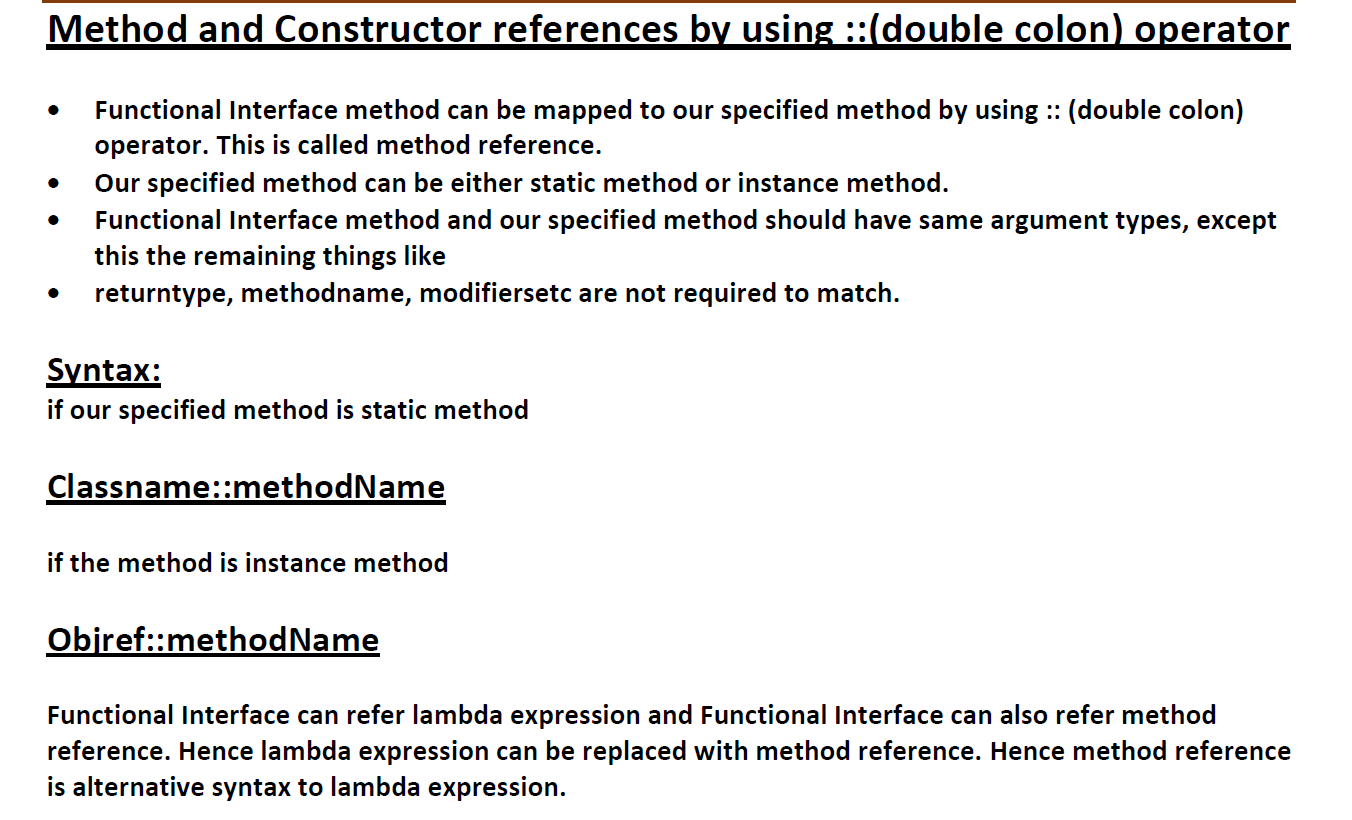 Method and Constructor references by using ::(double colon) operator
• Functional Interface method can be mapped to our specified method by using :: (double colon)
operator. This is called method reference.
• Our specified method can be either static method or instance method.
• Functional Interface method and our specified method should have same argument types, except
this the remaining things like
• returntype, methodname, modifiersetc are not required to match.
Syntax:
if our specified method is static method
Classname::methodName
if the method is instance method
Objref::methodName
Functional Interface can refer lambda expression and Functional Interface can also refer method
reference. Hence lambda expression can be replaced with method reference. Hence method reference
is alternative syntax to lambda expression.